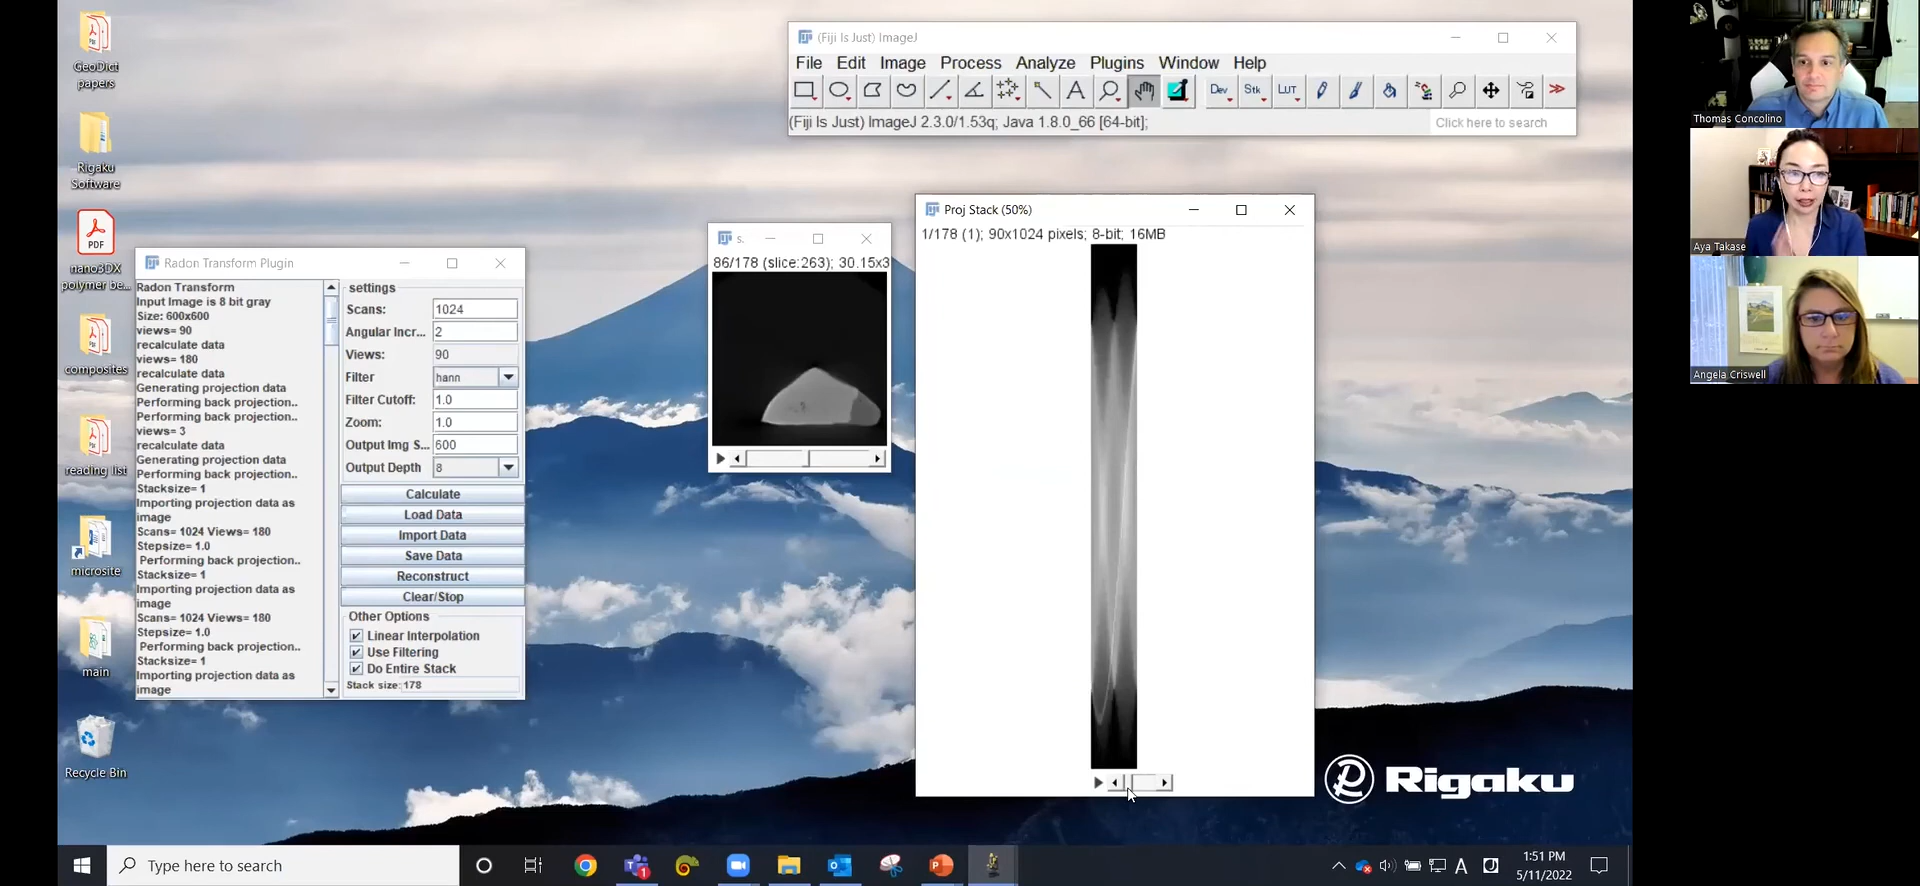 GeoDict
papers
Rigaku
Software
PDF
nano3DX
polymer be...
composites
reading list
microsite
main
Recycle Bin
Radon Transform Plugin
Radon Transform
Input Image is 8 bit gray
Size: 600x600
views= 90
recalculate data
views= 180
recalculate data
Generating projection data
Performing back projection..
Performing back projection..
views= 3
recalculate data
Generating projection data
Performing back projection..
Stacksize= 1
Importing projection data as
image
Scans= 1024 Views= 180
Stepsize= 1.0
Performing back projection..
Stacksize= 1
Importing projection data as
image
Scans= 1024 Views= 180
Stepsize= 1.0
Performing back projection..
Stacksize= 1
Importing projection data as
image
settings
Scans: 1024
Angular Incr... 2
Views: 90
Filter hann
Filter Cutoff: 1.0
Zoom: 1.0
Output Img S... 600
Output Depth 8
Calculate
Load Data
Import Data
Save Data
Reconstruct
Clear/Stop
Other Options
Linear Interpolation
Use Filtering
Do Entire Stack
Stack size: 178
s.
86/178 (slice:263); 30.15x3
(Fiji Is Just) ImageJ
File Edit Image Process Analyze Plugins Window Help
A Dev Stk LUT
(Fiji Is Just) ImageJ 2.3.0/1.53q; Java 1.8.0_66 [64-bit];
Click here to search
Proj Stack (50%)
1/178 (1); 90x1024 pixels; 8-bit; 16MB
Rigaku
Thomas Concolino
Aya Takase
Angela Criswell
Type here to search
A
1:51 PM
5/11/2022